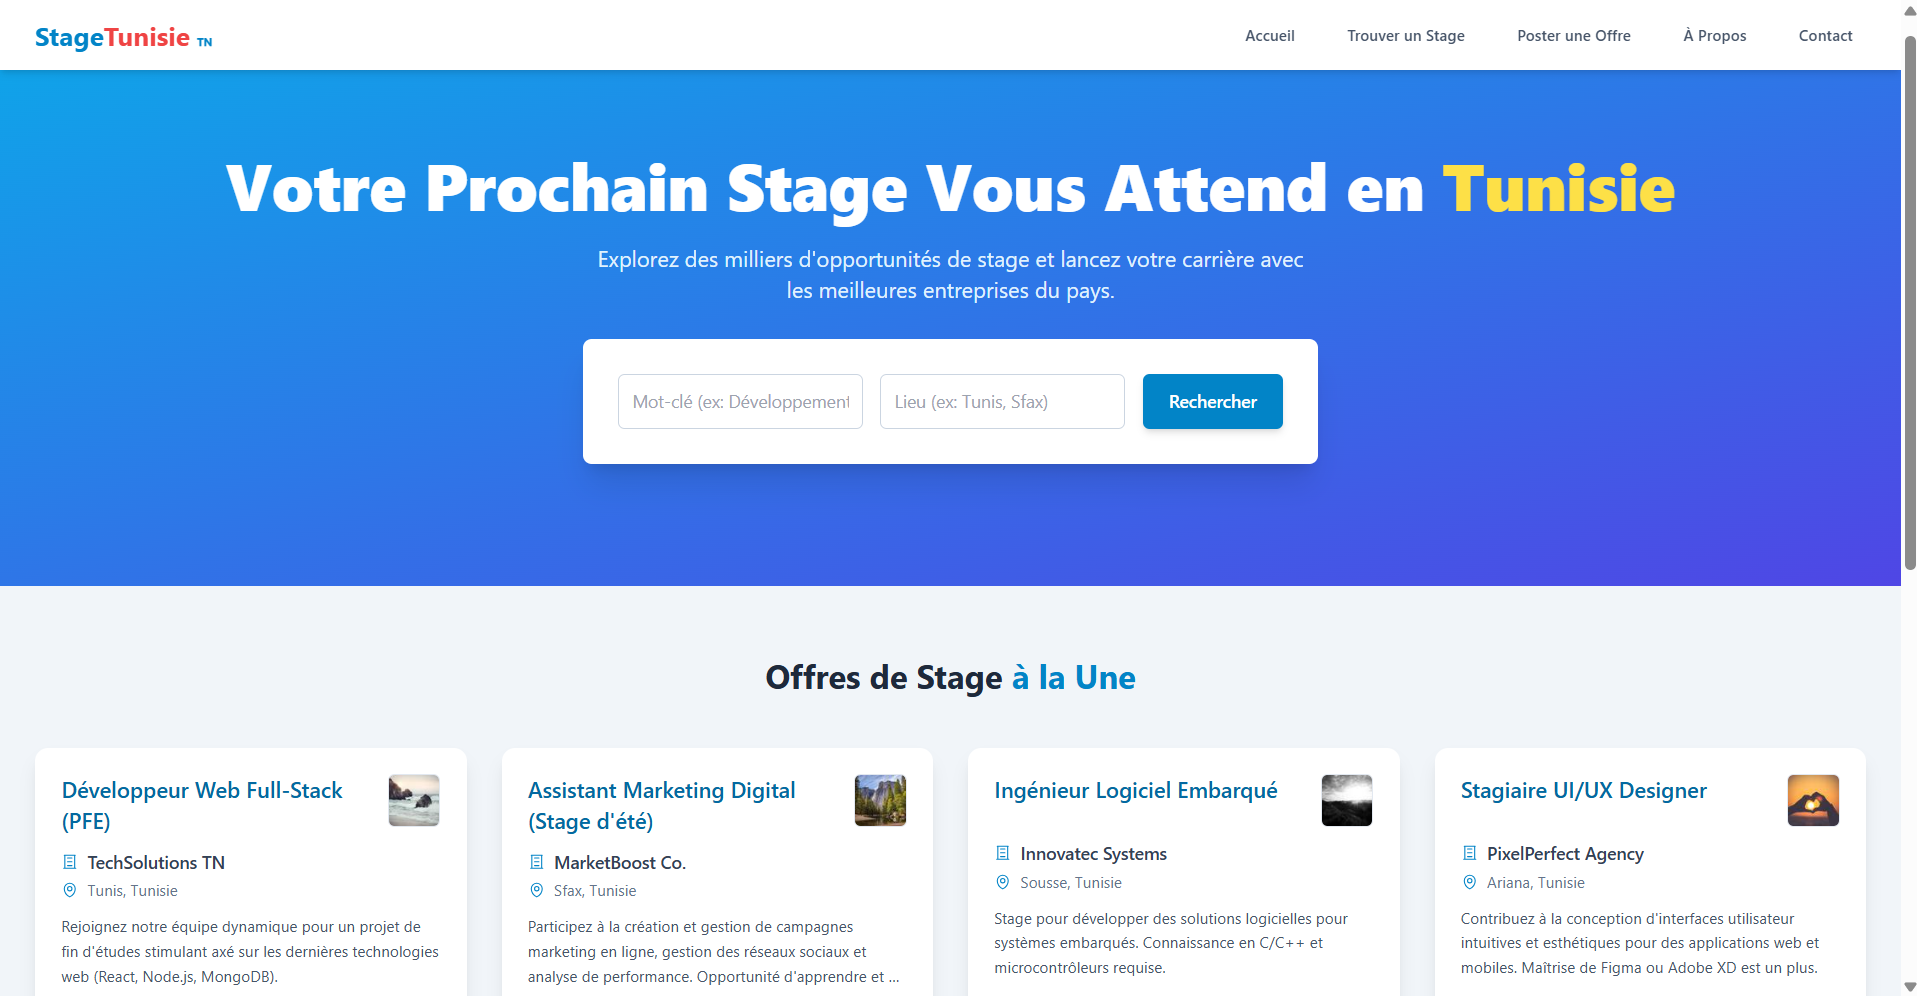 StageTunisie TN
Accueil
Trouver un Stage
Poster une Offre
À Propos
Contact
Votre Prochain Stage Vous Attend en Tunisie
Explorez des milliers d'opportunités de stage et lancez votre carrière avec
les meilleures entreprises du pays.
Mot-clé (ex: Développement
Lieu (ex: Tunis, Sfax)
Rechercher
Offres de Stage à la Une
Développeur Web Full-Stack
(PFE)
TechSolutions TN
Tunis, Tunisie
Rejoignez notre équipe dynamique pour un projet de
fin d'études stimulant axé sur les dernières technologies
web (React, Node.js, MongoDB).
Assistant Marketing Digital
(Stage d'été)
MarketBoost Co.
Sfax, Tunisie
Participez à la création et gestion de campagnes
marketing en ligne, gestion des réseaux sociaux et
analyse de performance. Opportunité d'apprendre et ...
Ingénieur Logiciel Embarqué
Innovatec Systems
Sousse, Tunisie
Stage pour développer des solutions logicielles pour
systèmes embarqués. Connaissance en C/C++ et
microcontrôleurs requise.
Stagiaire UI/UX Designer
PixelPerfect Agency
Ariana, Tunisie
Contribuez à la conception d'interfaces utilisateur
intuitives et esthétiques pour des applications web et
mobiles. Maîtrise de Figma ou Adobe XD est un plus.